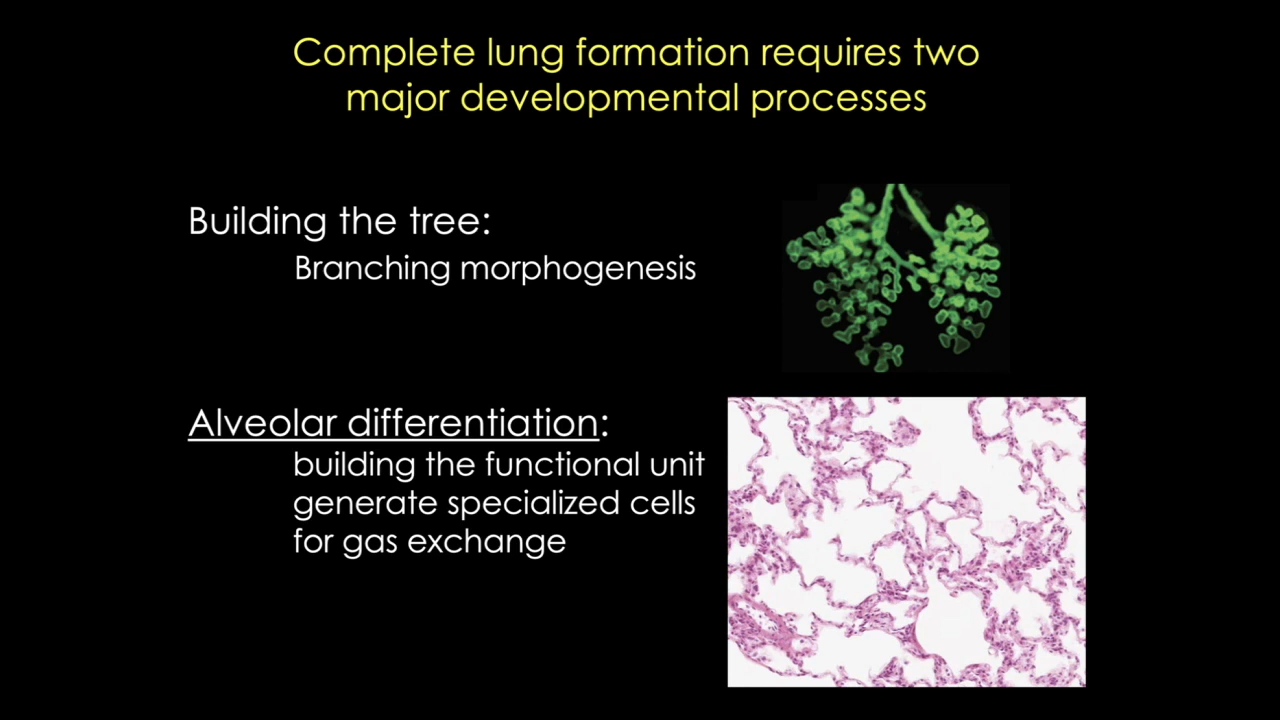 Complete lung formation requires two
major developmental processes
Building the tree:
Branching morphogenesis
Alveolar differentiation:
building the functional unit
generate specialized cells
for gas exchange